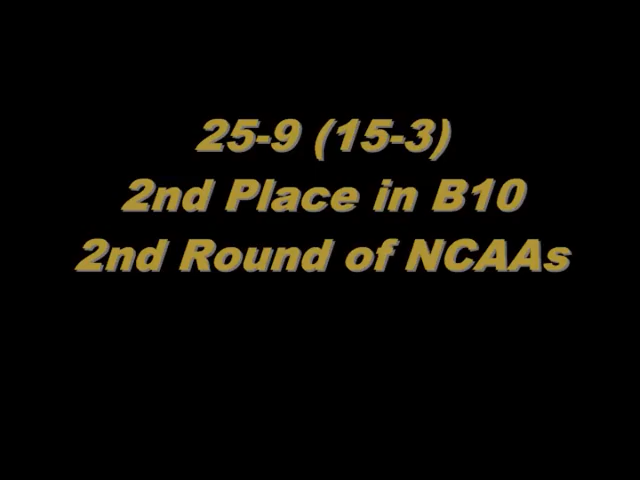 25-9 (15-3)
2nd Place in B10
2nd Round of NCAAs